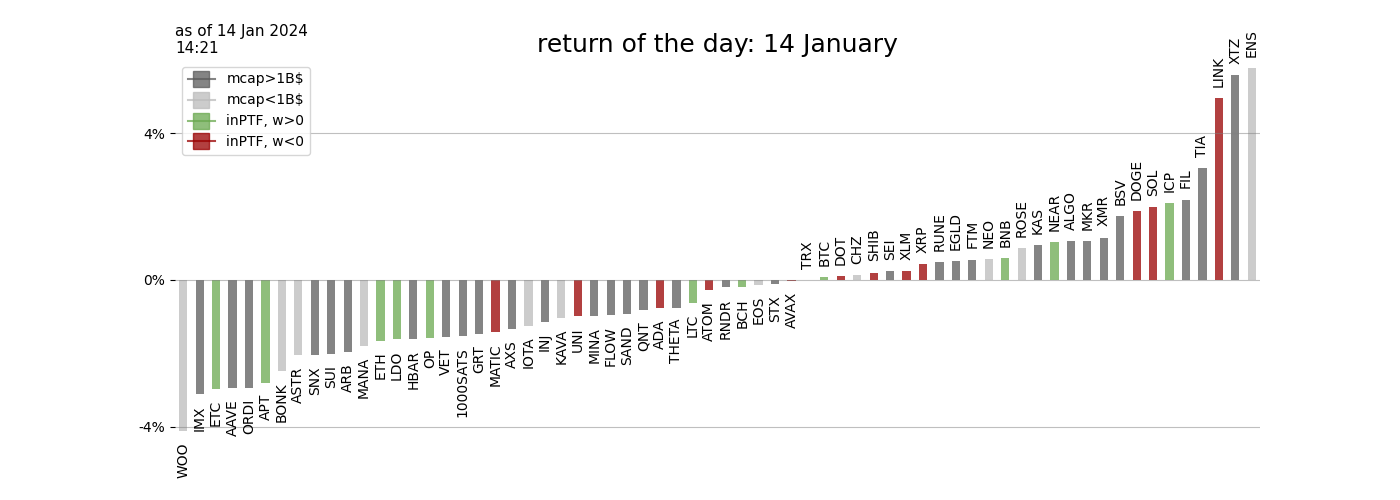 as of 14 Jan 2024
14:21
return of the day: 14 January
mcap>1B$
mcap<1B$
inPTF, w>0
inPTF, w<0
4%
0%
-4%
WOO
IMX
ETC
AAVE
ORDI
APT
BONK
ASTR
SNX
SUI
ARB
MANA
ETH
LDO
HBAR
OP
VET
1000SATS
GRT
MATIC
AXS
IOTA
INJ
KAVA
UNI
MINA
FLOW
SAND
QNT
ADA
THETA
LTC
ATOM
RNDR
BCH
EOS
STX
AVAX
TRX
BTC
DOT
CHZ
SHIB
SEI
XLM
XRP
RUNE
EGLD
FTM
NEO
BNB
ROSE
KAS
NEAR
ALGO
MKR
XMR
BSV
DOGE
SOL
ICP
FIL
TIA
LINK
XTZ
ENS